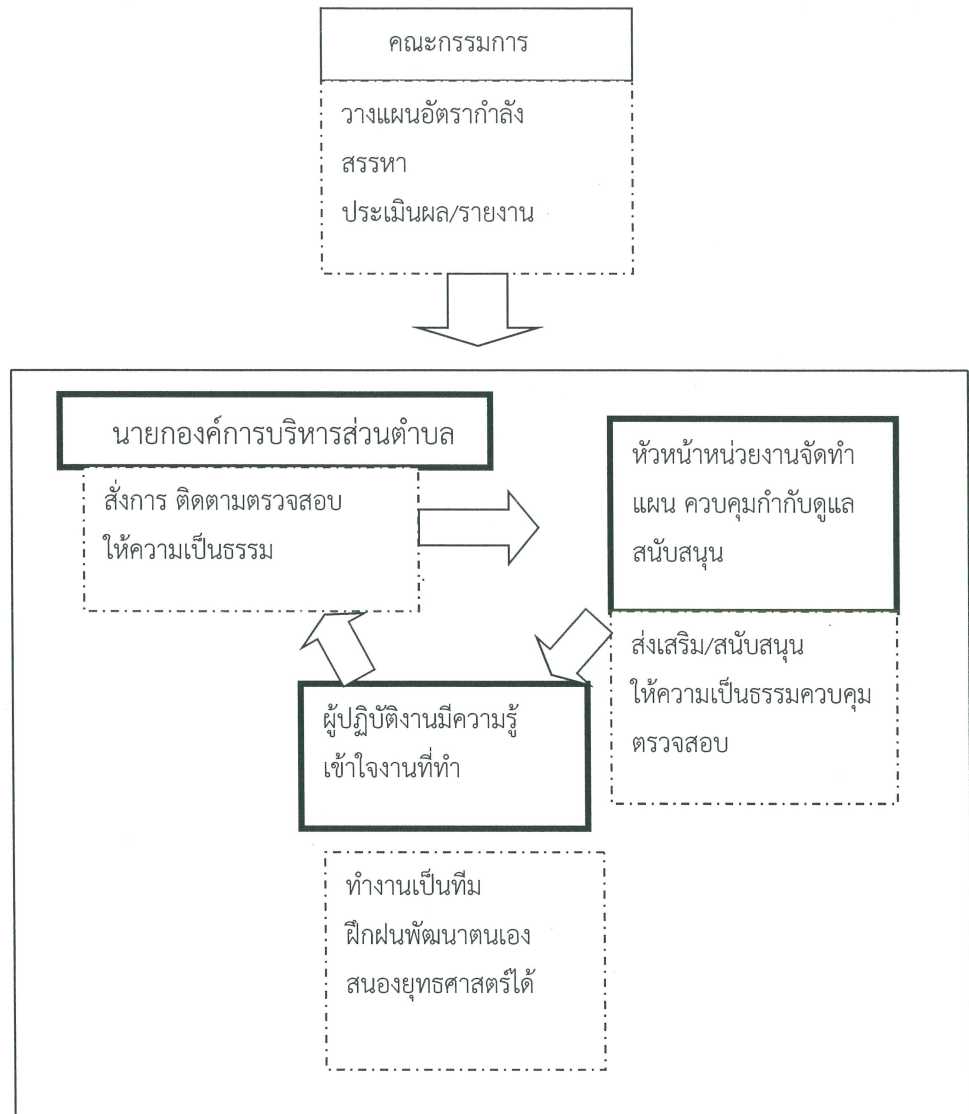 คณะกรรมการ
วางแผนอัตรากำลัง
สรรหา
ประเมินผล/รายงาน
นายกองค์การบริหารส่วนตำบล
สั่งการ ติดตามตรวจสอบ
ให้ความเป็นธรรม
หัวหน้าหน่วยงานจัดทำ
แผน ควบคุมกำกับดูแล
สนับสนุน
ส่งเสริม/สนับสนุน
ให้ความเป็นธรรมควบคุม
ตรวจสอบ
ผู้ปฏิบัติงานมีความรู้
เข้าใจงานที่ทำ
ทำงานเป็นทีม
ฝึกฝนพัฒนาตนเอง
สนองยุทธศาสตร์ได้